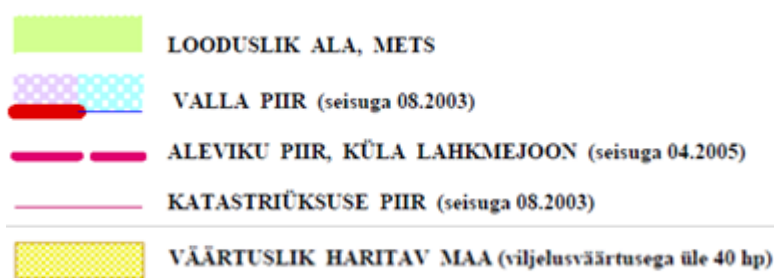 LOODUSLIK ALA, METS
VALLA PIIR (seisuga 08.2003)
ALEVIKU PIIR, KÜLA LAHKMEJOON (seisuga 04.2005)
KATASTRIÜKSUSE PIIR (seisuga 08.2003)
VÄÄRTUSLIK HARITAV MAA (viljelusväärtusega üle 40 hp)